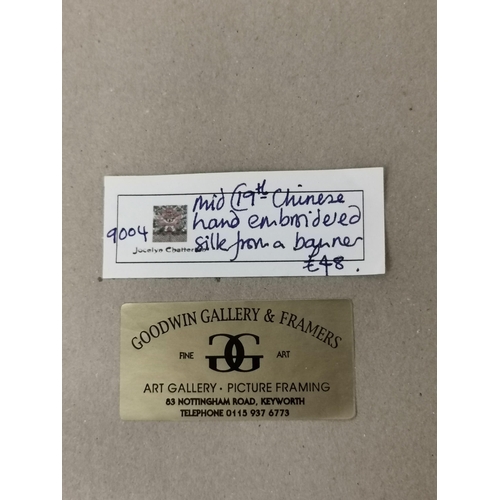 mid C19th Chinese
hand embroidered
9004
silk from a banner
Jocelyn
£48.
GOODWIN GALLERY & FRAMERS
FINE GG ART
ART GALLERY • PICTURE FRAMING
83 NOTTINGHAM ROAD, KEYWORTH
TELEPHONE 0115 937 6773